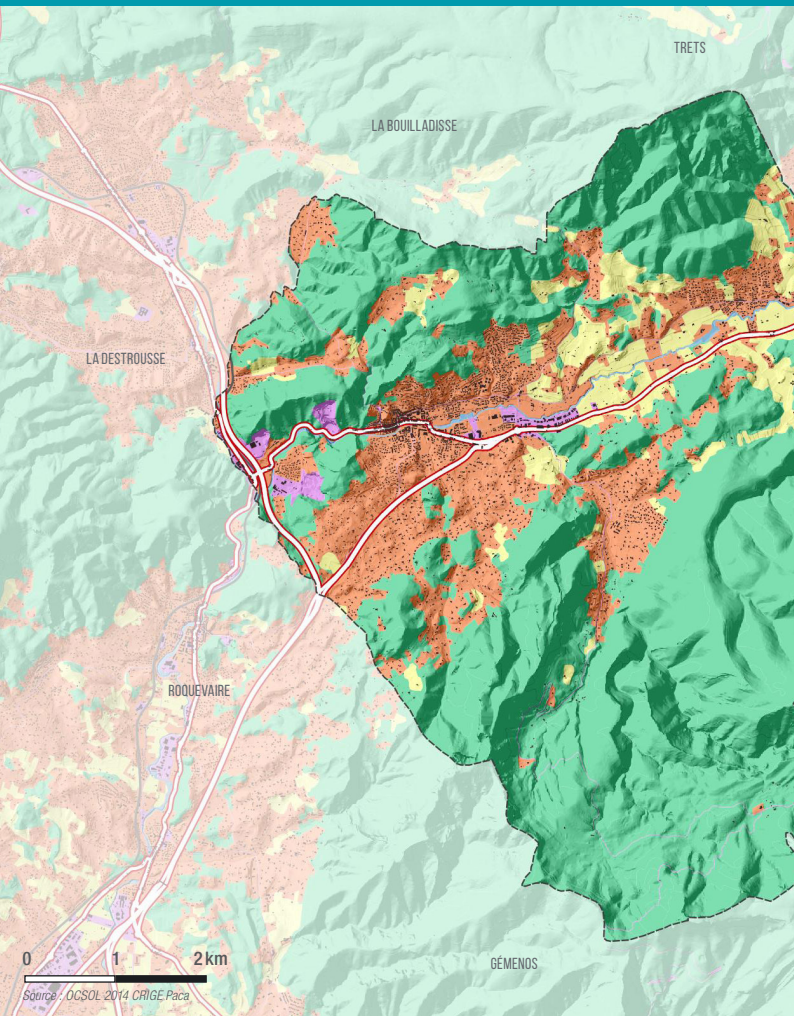 TRETS
LA BOUILLADISSE
LA DESTROUSSE
ROQUEVAIRE
GÉMENOS
0 1 2 km
Source : OCSOL 2014 CRIGE Paca